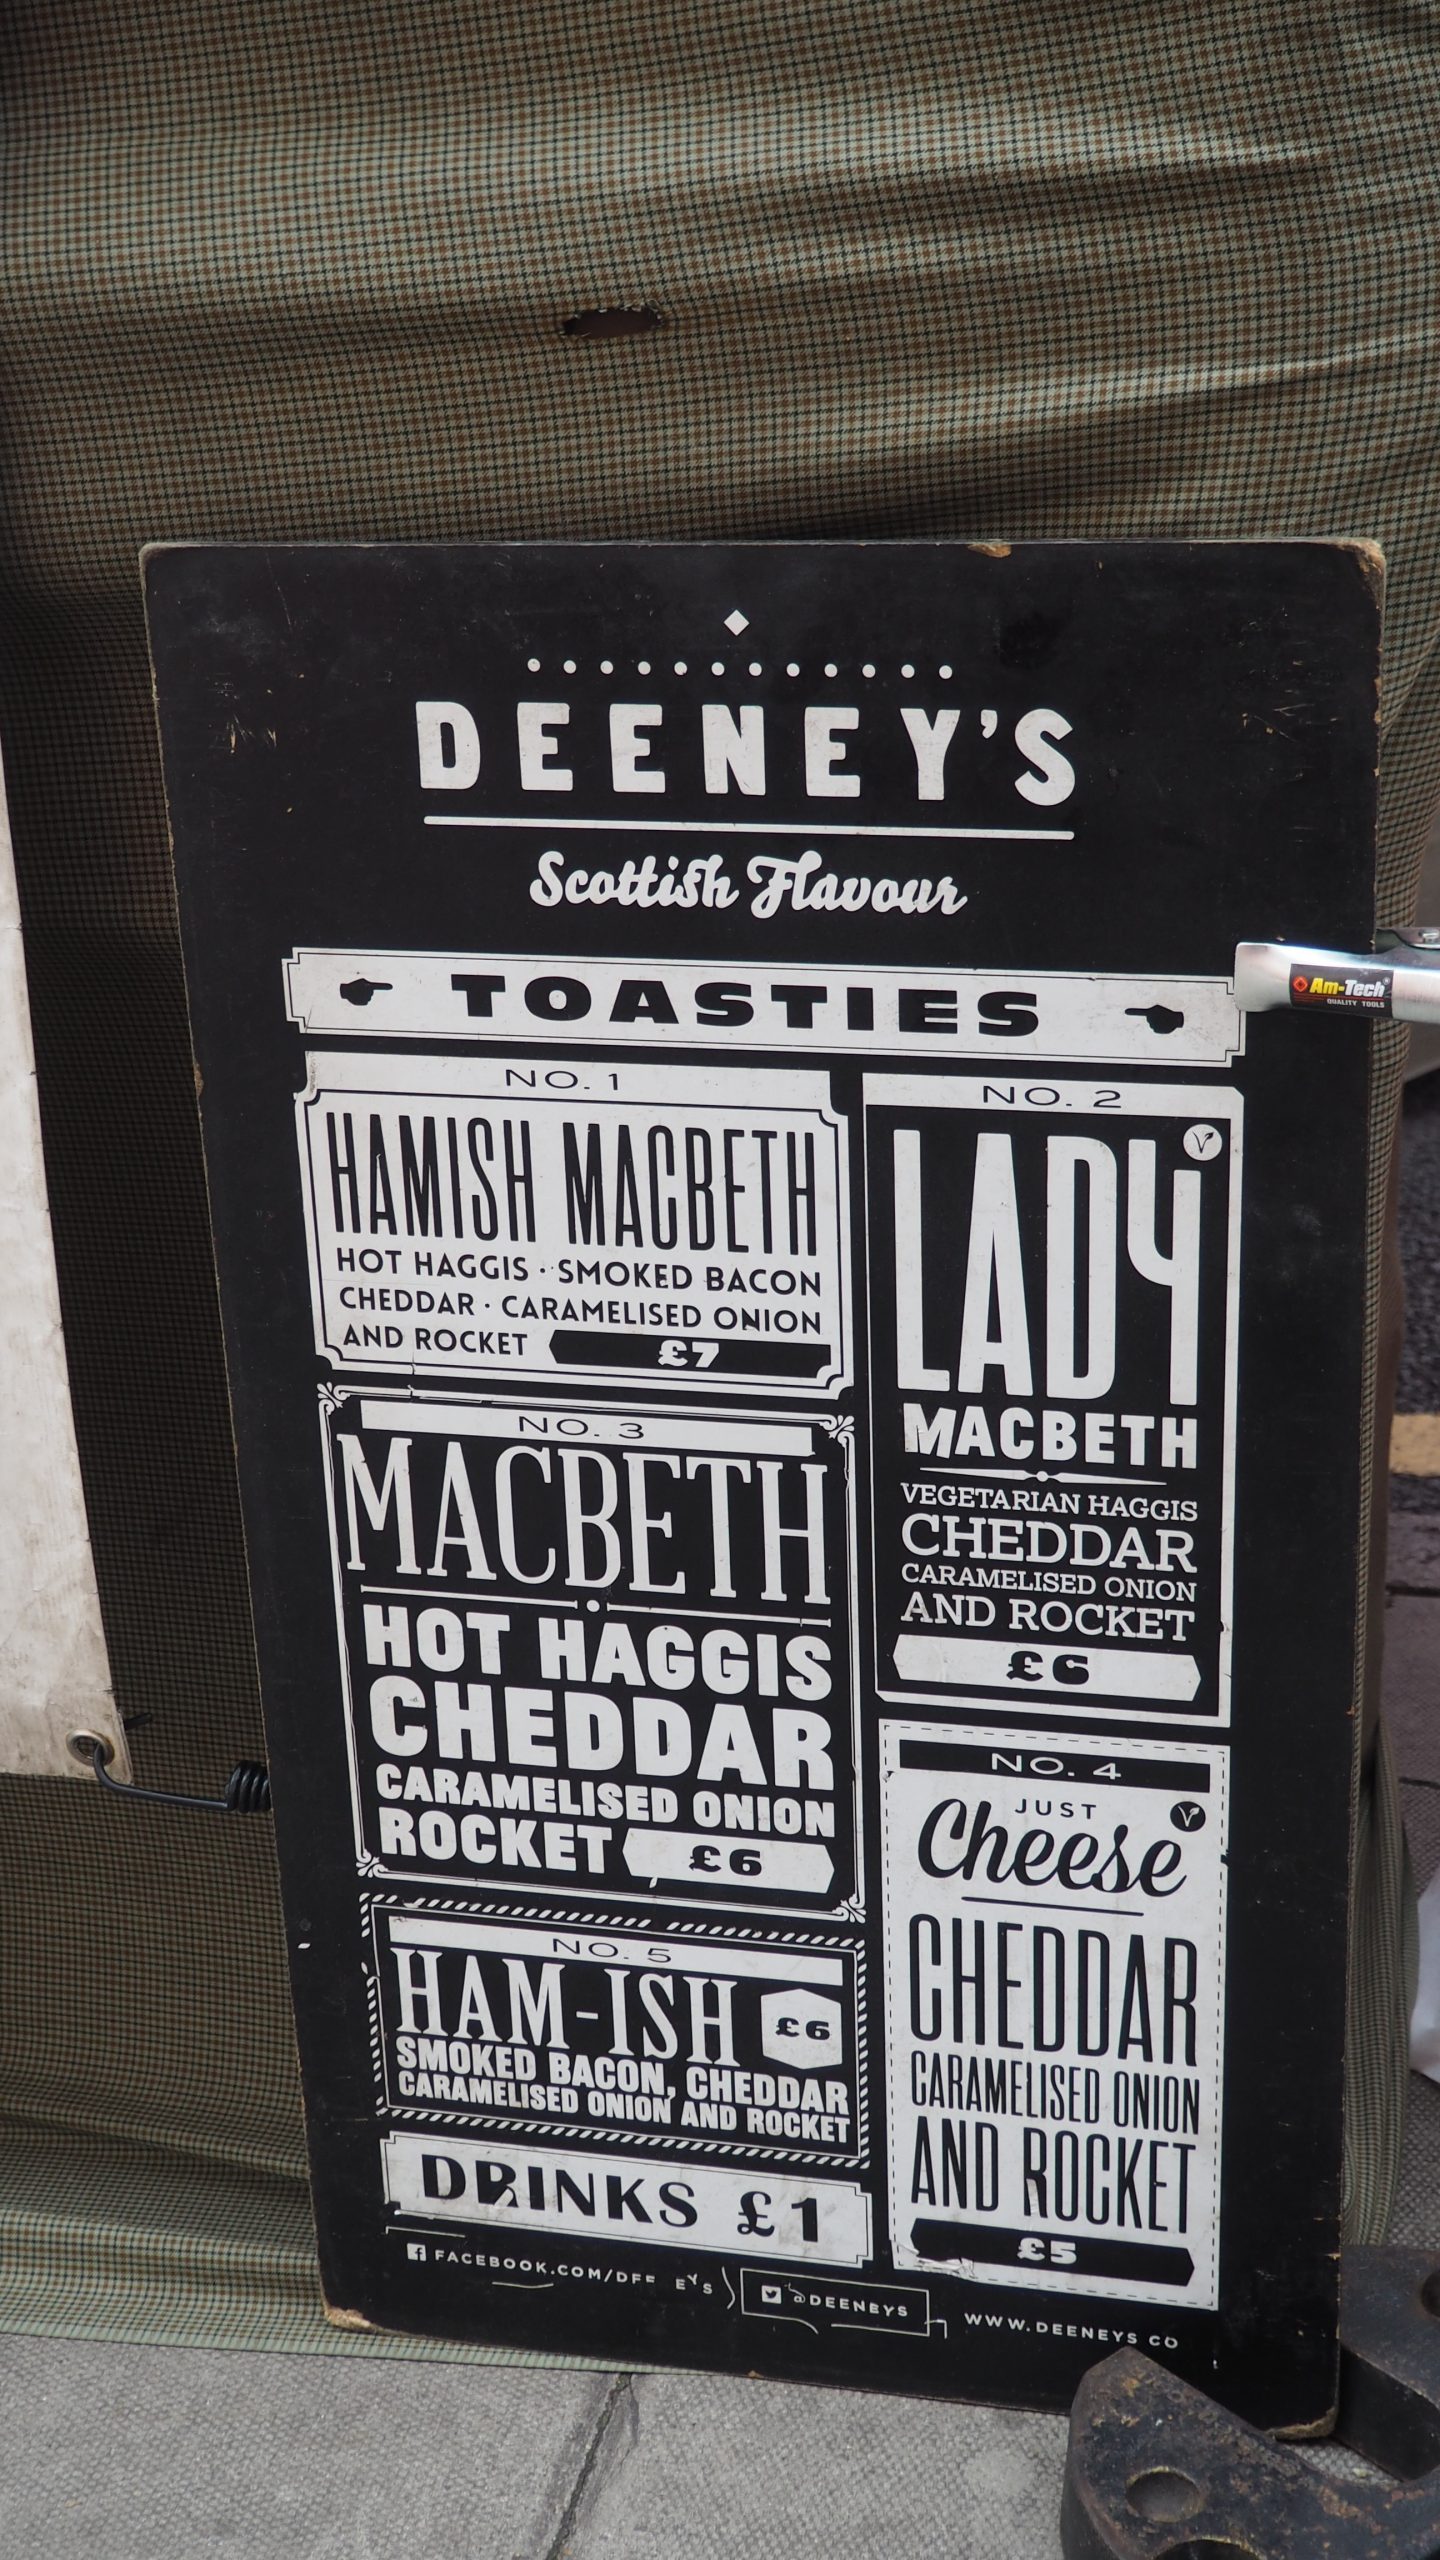 DEENEY'S
Scottish Flavour
TOASTIES
Am-Tech
QUALITY TOOLS
NO. 1
HAMISH MACBETH
HOT HAGGIS · SMOKED BACON
CHEDDAR · CARAMELISED ONION
AND ROCKET £7
NO. 2
LADY
MACBETH
VEGETARIAN HAGGIS
CHEDDAR
CARAMELISED ONION
AND ROCKET
£6
NO. 3
MACBETH
HOT HAGGIS
CHEDDAR
CARAMELISED ONION
ROCKET £6
NO. 4
JUST
Cheese
CHEDDAR
CARAMELISED ONION
AND ROCKET
£5
NO. 5
HAM-ISH £6
SMOKED BACON, CHEDDAR
CARAMELISED ONION AND ROCKET
DRINKS £1
@DEENEYS
WWW.DEENEYS CO